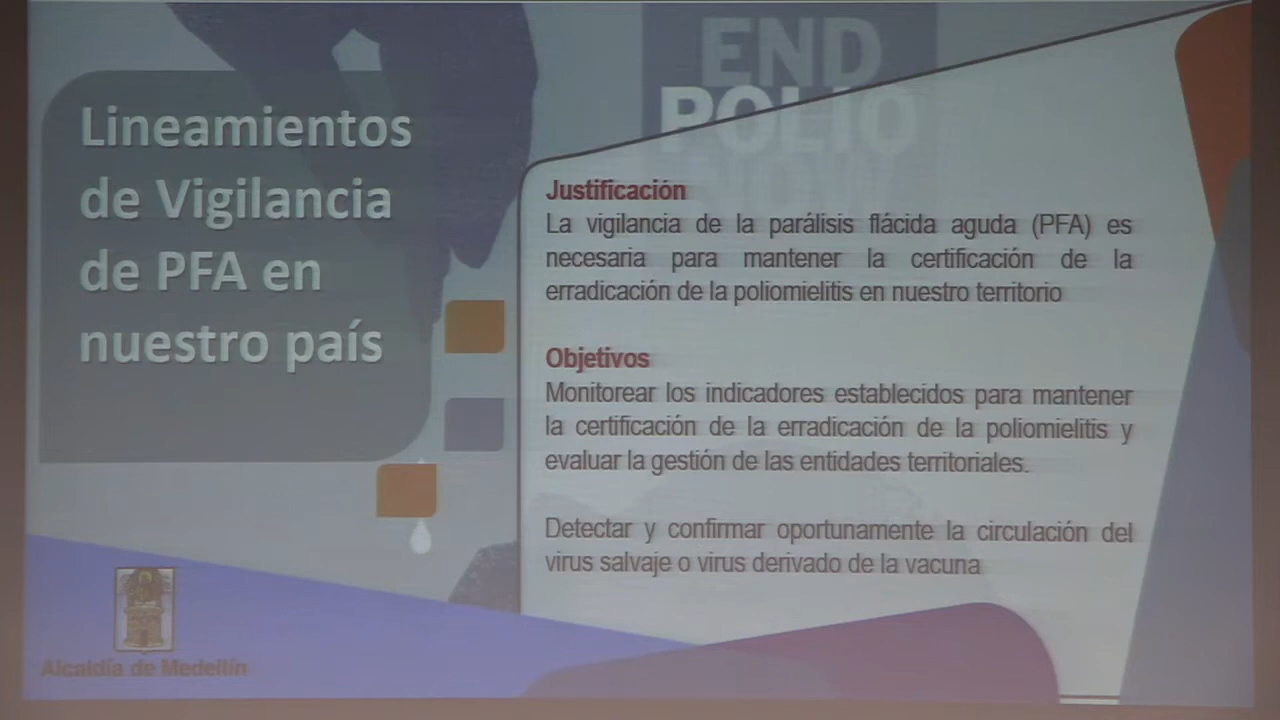 Lineamientos
de Vigilancia
de PFA en
nuestro país
END
POLIO
NOW
Justificación
La vigilancia de la parálisis flácida aguda (PFA) es
necesaria para mantener la certificación de la
erradicación de la poliomielitis en nuestro territorio
Objetivos
Monitorear los indicadores establecidos para mantener
la certificación de la erradicación de la poliomielitis y
evaluar la gestión de las entidades territoriales.
Detectar y confirmar oportunamente la circulación del
virus salvaje o virus derivado de la vacuna
Alcaldía de Medellín